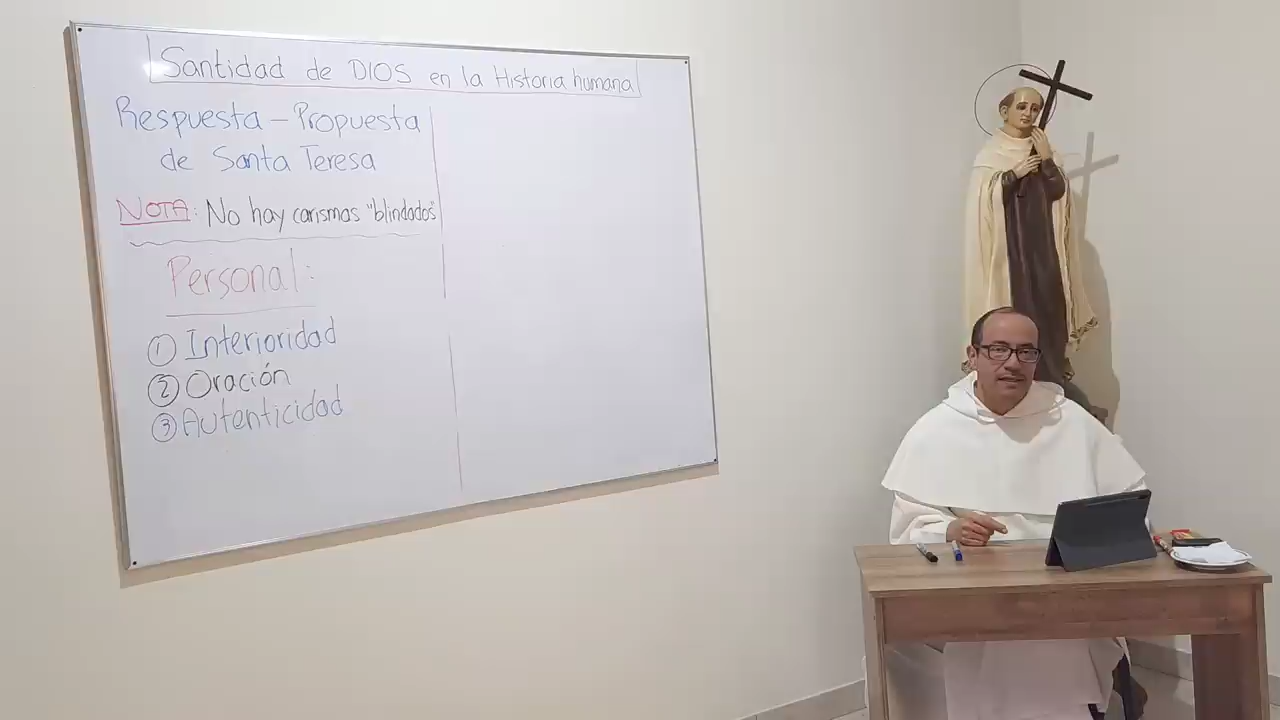 Santidad de DIOS en la Historia humana
Respuesta – Propuesta
de Santa Teresa
NOTA: No hay carismas "blindados"
Personal:
① Interioridad
② Oración
③ Autenticidad